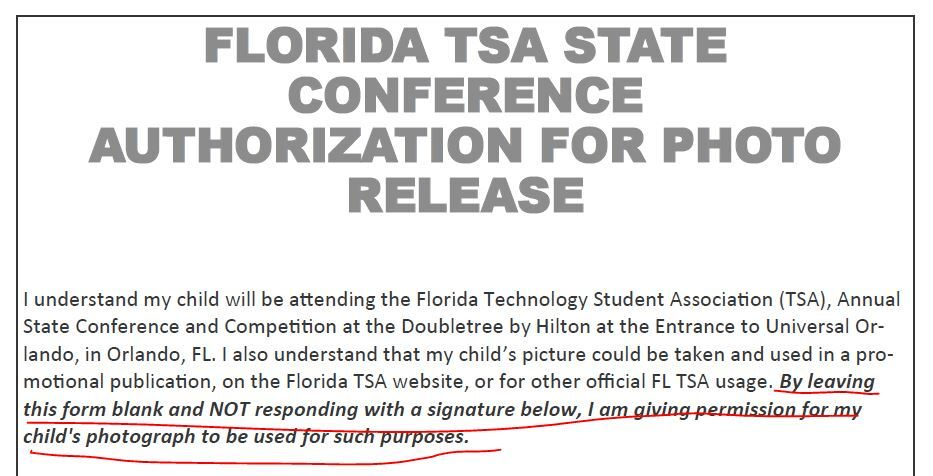 FLORIDA TSA STATE
CONFERENCE
AUTHORIZATION FOR PHOTO
RELEASE
I understand my child will be attending the Florida Technology Student Association (TSA), Annual
State Conference and Competition at the Doubletree by Hilton at the Entrance to Universal Or-
lando, in Orlando, FL. I also understand that my child's picture could be taken and used in a pro-
motional publication, on the Florida TSA website, or for other official FL TSA usage. By leaving
this form blank and NOT responding with a signature below, I am giving permission for my
child's photograph to be used for such purposes.